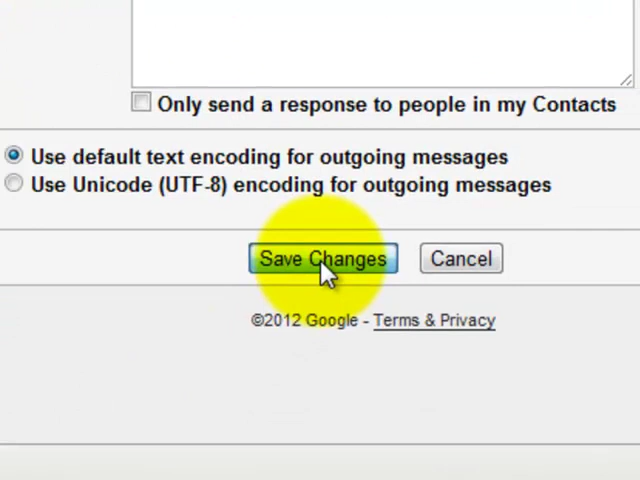 Only send a response to people in my Contacts
Use default text encoding for outgoing messages
Use Unicode (UTF-8) encoding for outgoing messages
Save Changes Cancel
©2012 Google - Terms & Privacy